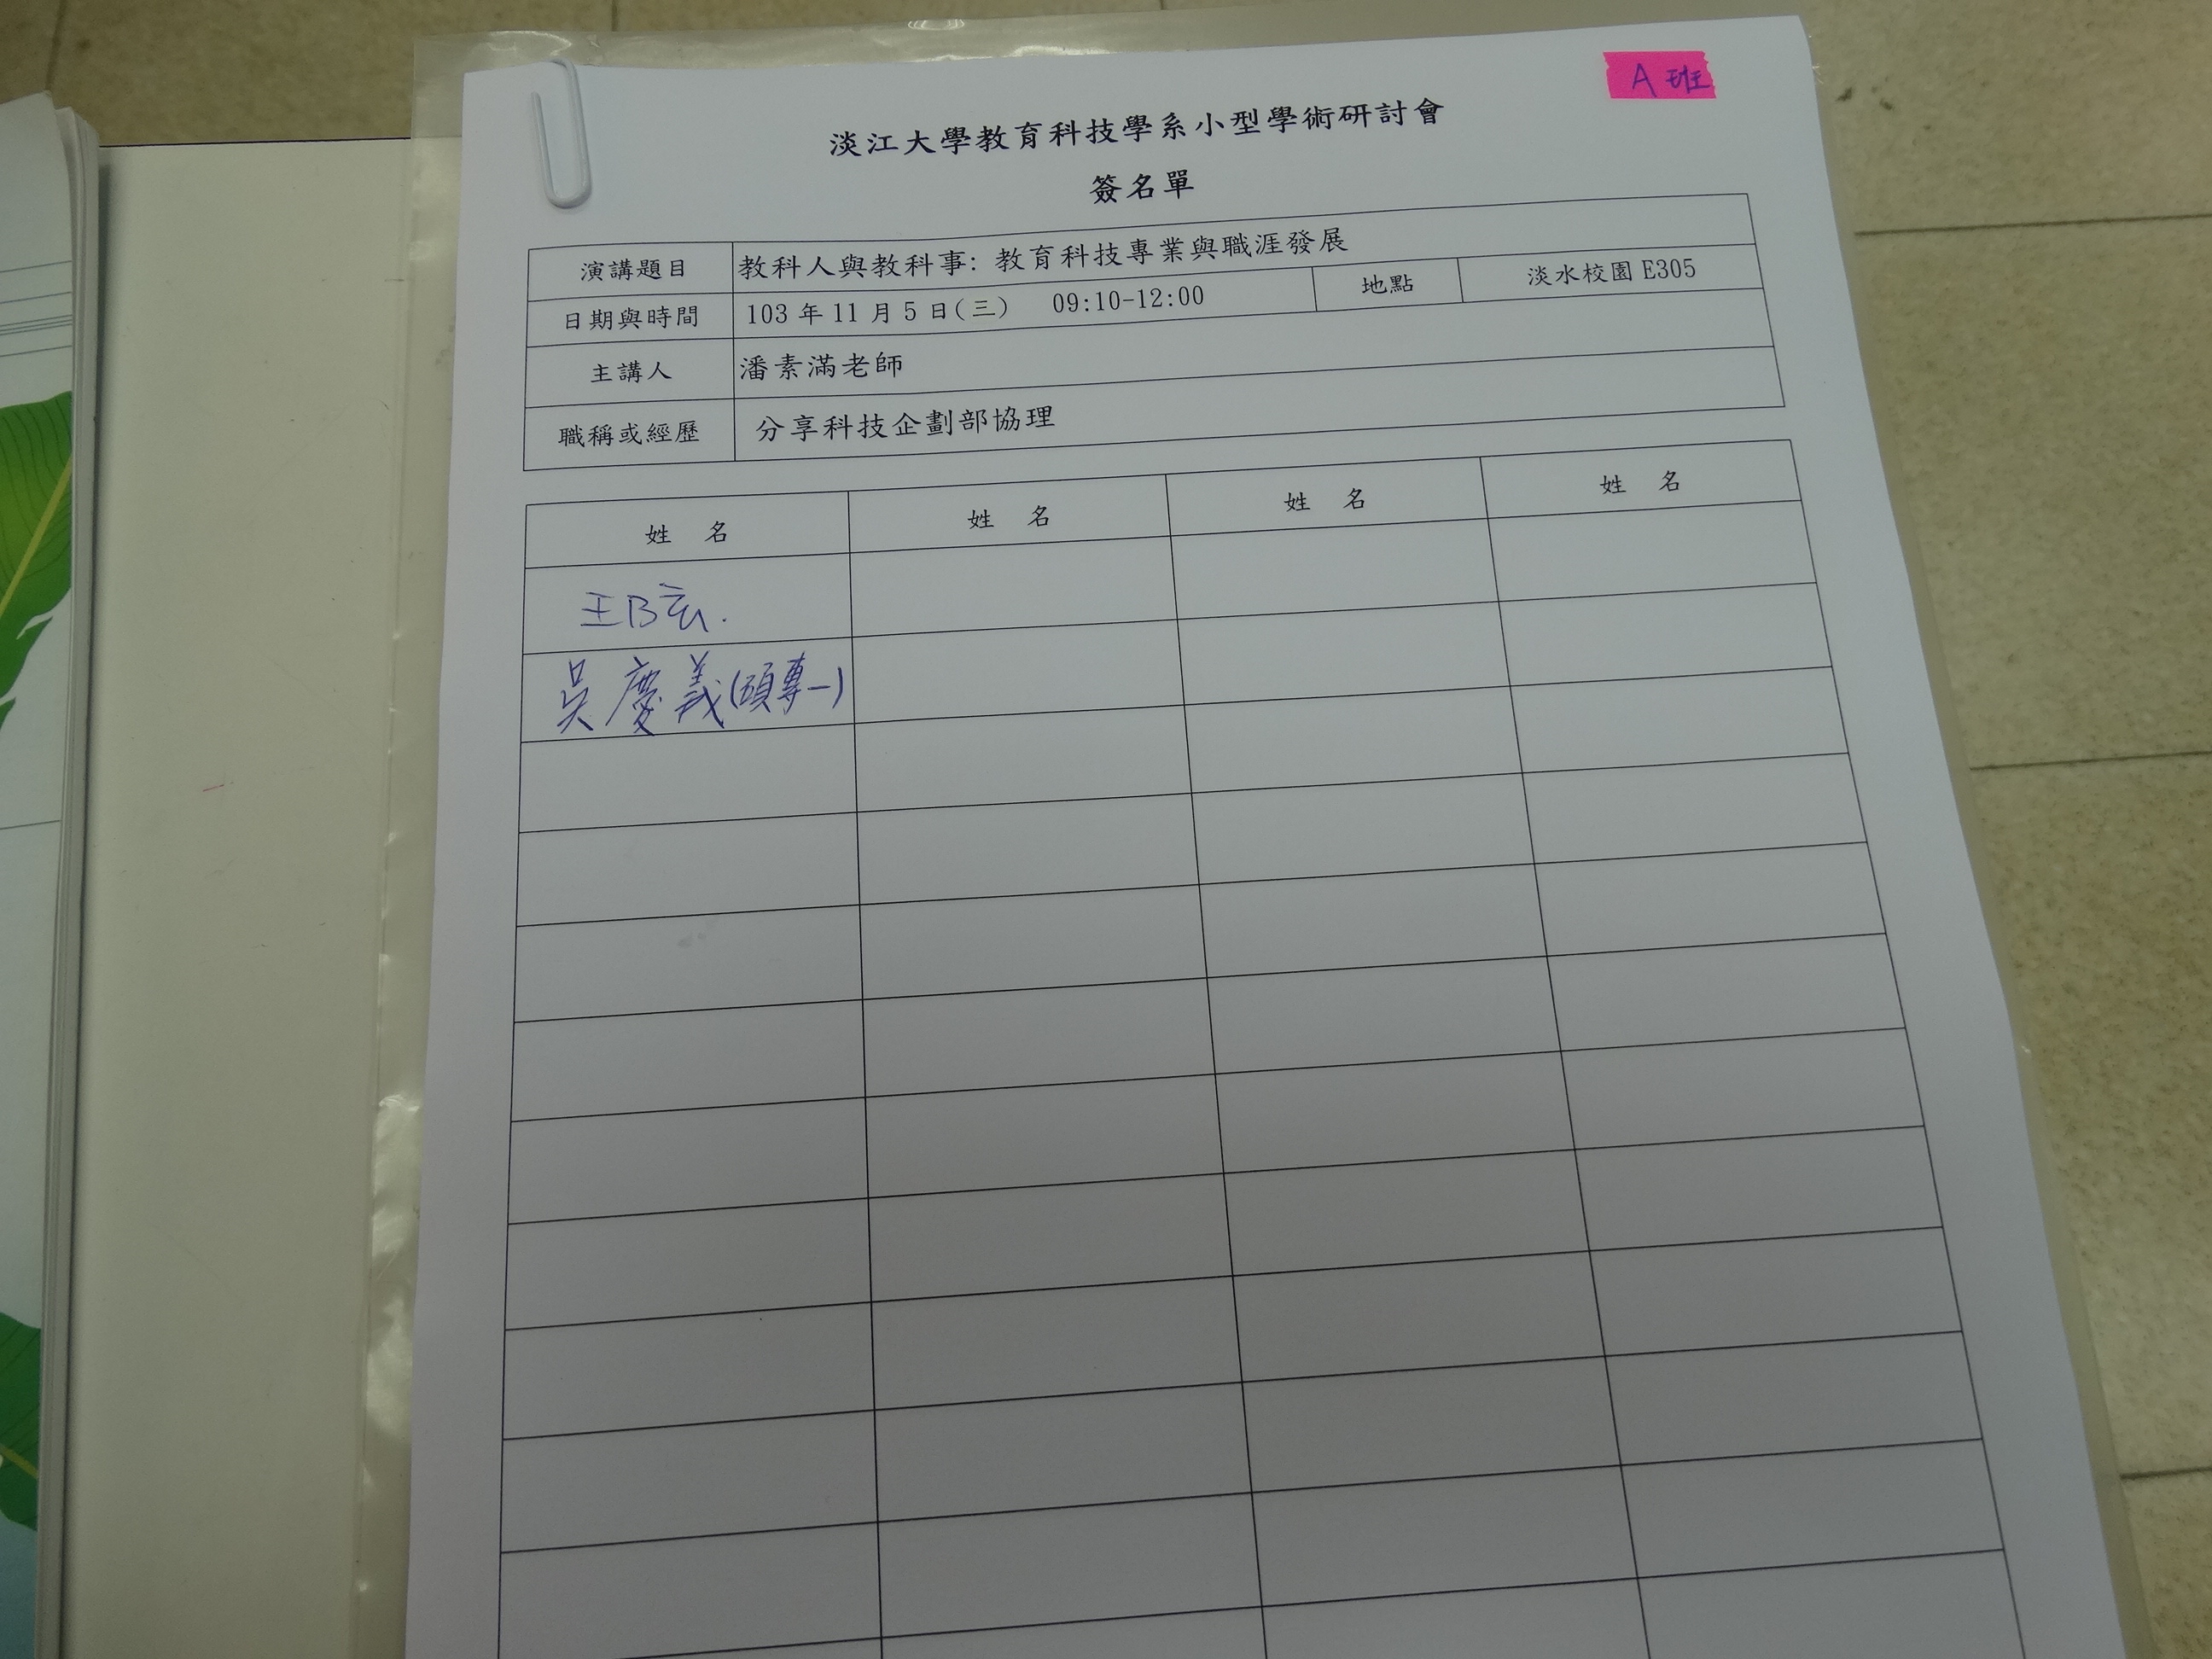 A班
淡江大學教育科技學系小型學術研討會
簽名單
演講題目 教科人與教科事: 教育科技專業與職涯發展
日期與時間 103 年 11 月 5 日(三) 09:10-12:00 地點 淡水校園 E305
主講人 潘素滿老師
職稱或經歷 分享科技企劃部協理
姓 名 姓 名 姓 名 姓 名
王
吳慶義(碩專一)